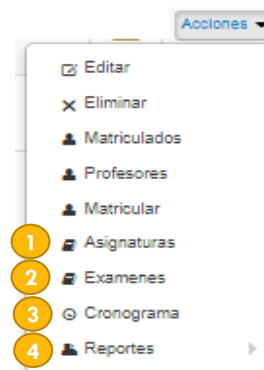 Acciones
Editar
Eliminar
Matriculados
Profesores
Matricular
1 Asignaturas
2 Examenes
3 Cronograma
4 Reportes